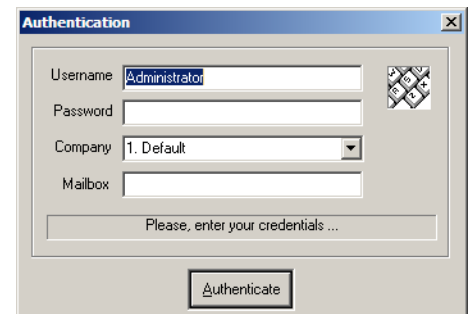 Authentication
Username Administrator
Password
Company 1. Default
Mailbox
Please, enter your credentials ...
Authenticate